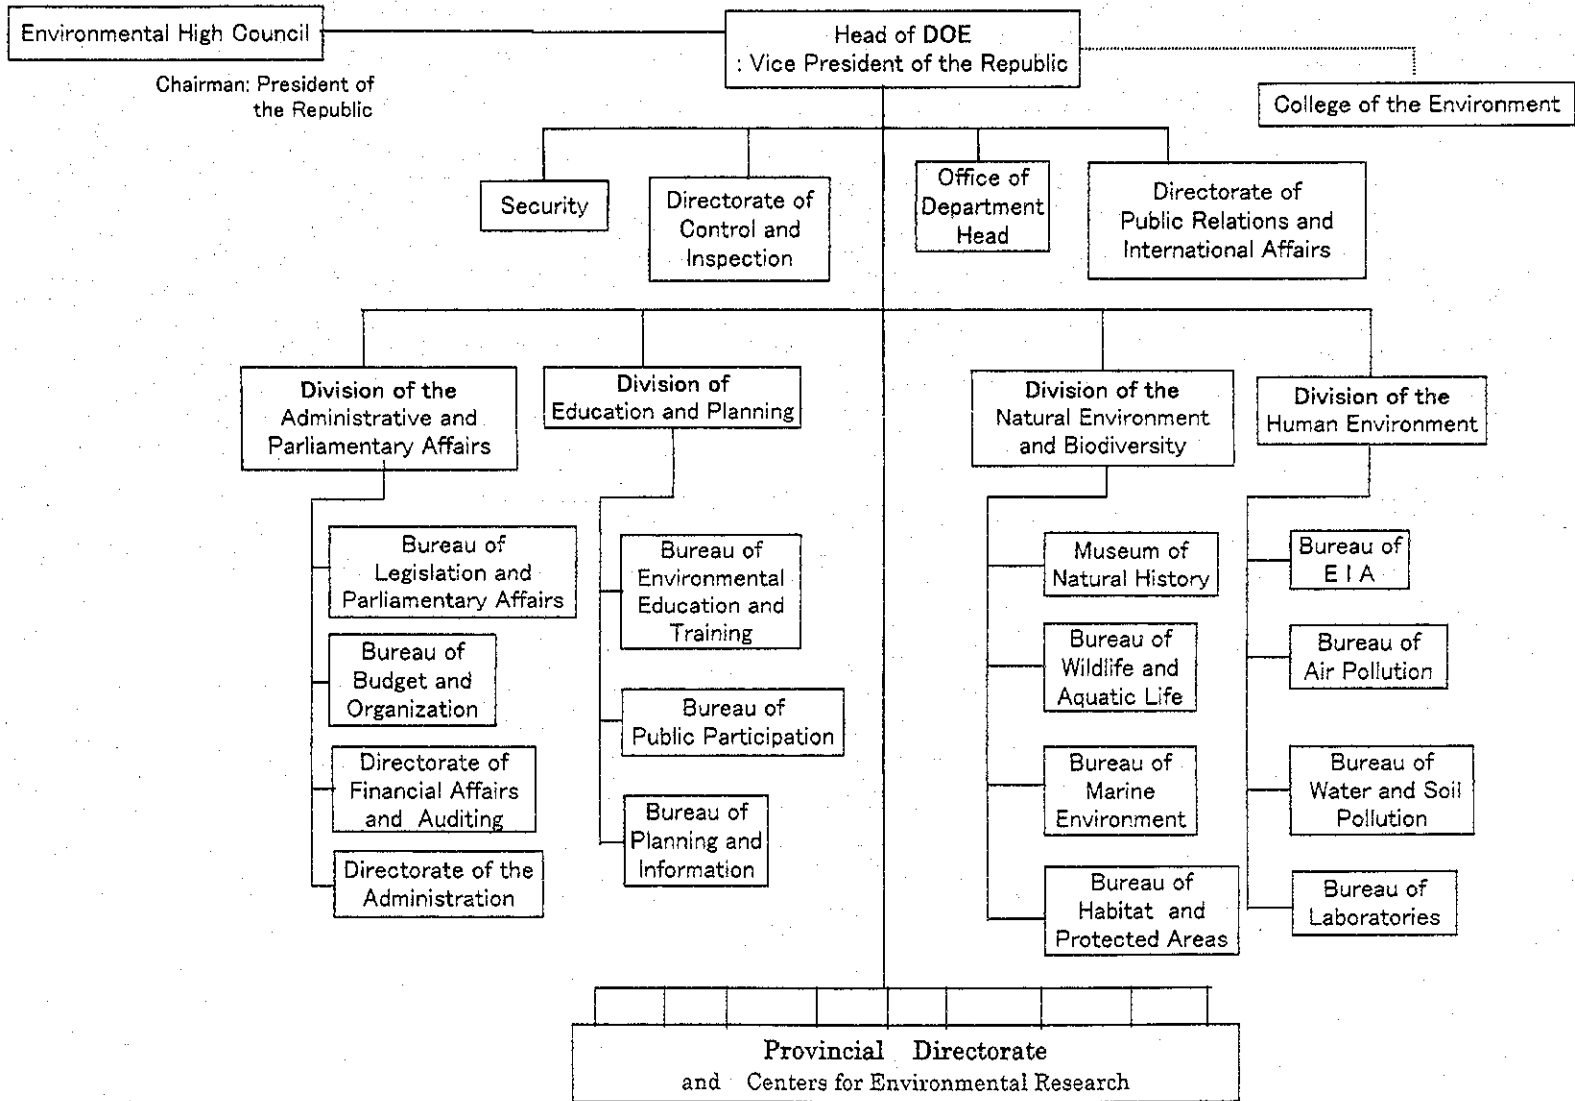 Environmental High Council
Chairman: President of
the Republic
Head of DOE
: Vice President of the Republic
College of the Environment
Security
Directorate of
Control and
Inspection
Office of
Department
Head
Directorate of
Public Relations and
International Affairs
Division of the
Administrative and
Parliamentary Affairs
Division of
Education and Planning
Division of the
Natural Environment
and Biodiversity
Division of the
Human Environment
Bureau of
Legislation and
Parliamentary Affairs
Bureau of
Budget and
Organization
Directorate of
Financial Affairs
and Auditing
Directorate of the
Administration
Bureau of
Environmental
Education and
Training
Bureau of
Public Participation
Bureau of
Planning and
Information
Museum of
Natural History
Bureau of
Wildlife and
Aquatic Life
Bureau of
Marine
Environment
Bureau of
Habitat and
Protected Areas
Bureau of
E I A
Bureau of
Air Pollution
Bureau of
Water and Soil
Pollution
Bureau of
Laboratories
Provincial Directorate
and Centers for Environmental Research